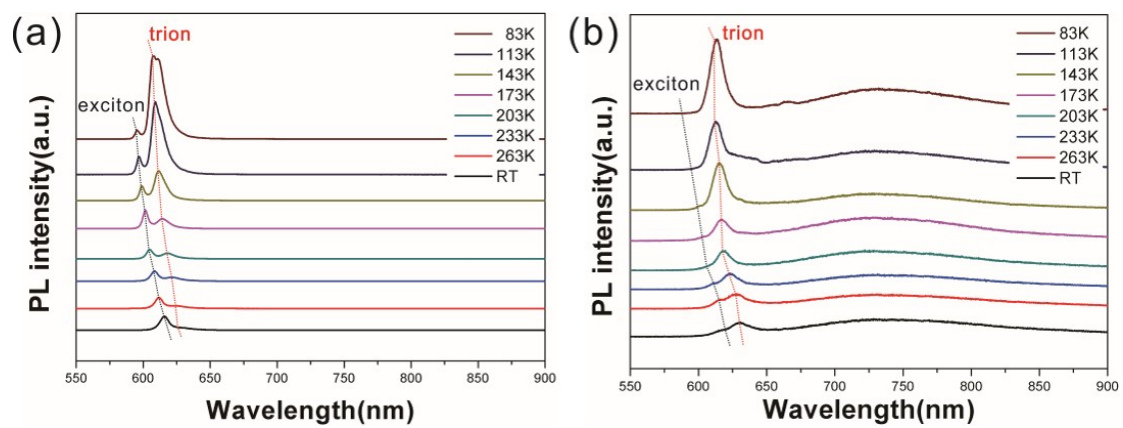 (a)
trion
exciton
83K
113K
143K
173K
203K
233K
263K
RT
PL intensity(a.u.)
550 600 650 700 750 800 850 900
Wavelength(nm)
(b)
trion
exciton
83K
113K
143K
173K
203K
233K
263K
RT
PL intensity(a.u.)
550 600 650 700 750 800 850 900
Wavelength(nm)